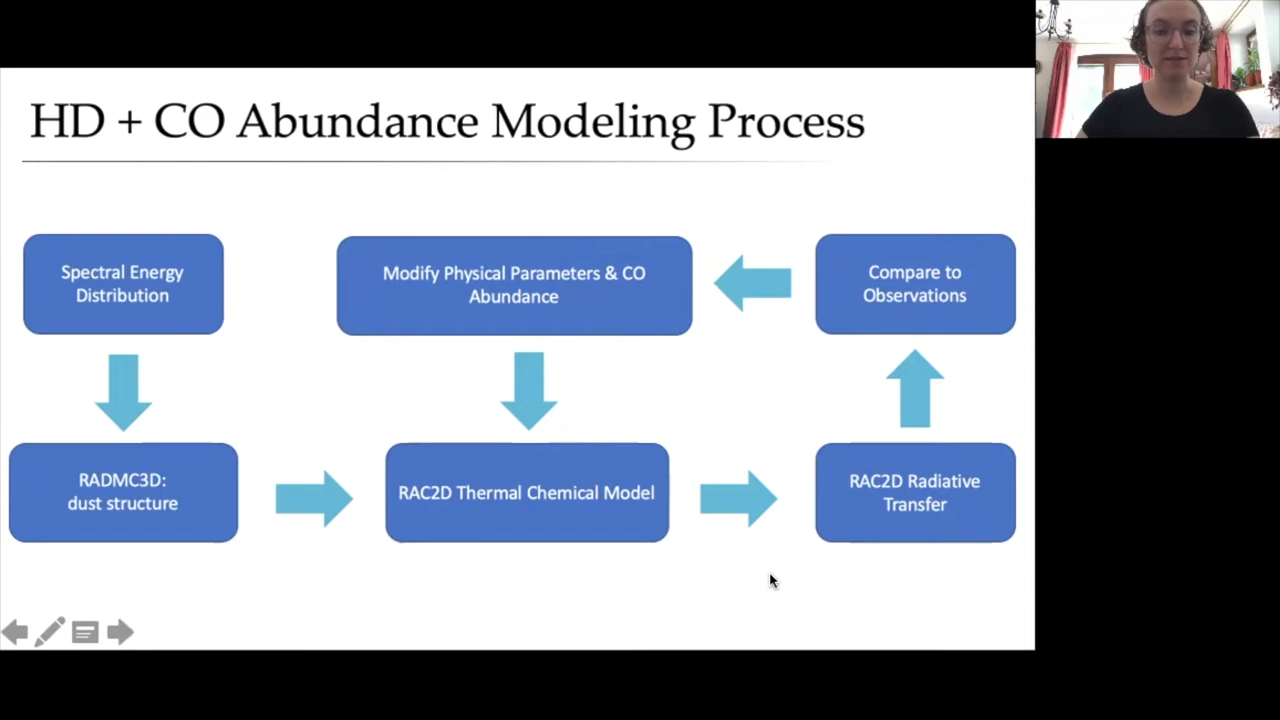 HD + CO Abundance Modeling Process
Spectral Energy
Distribution
Modify Physical Parameters & CO
Abundance
Compare to
Observations
RADMC3D:
dust structure
RAC2D Thermal Chemical Model
RAC2D Radiative
Transfer